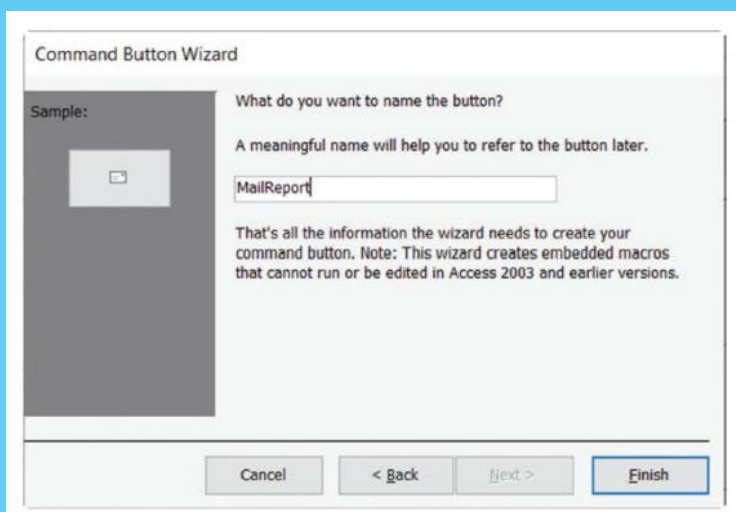 Command Button Wizard
Sample:
What do you want to name the button?
A meaningful name will help you to refer to the button later.
MailReport
That's all the information the wizard needs to create your
command button. Note: This wizard creates embedded macros
that cannot run or be edited in Access 2003 and earlier versions.
Cancel
< Back
Next >
Finish